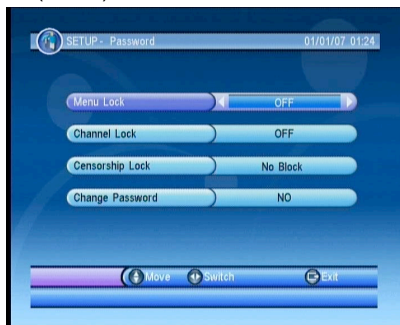 SETUP - Password 01/01/07 01:24
Menu Lock OFF
Channel Lock OFF
Censorship Lock No Block
Change Password NO
Move Switch Exit